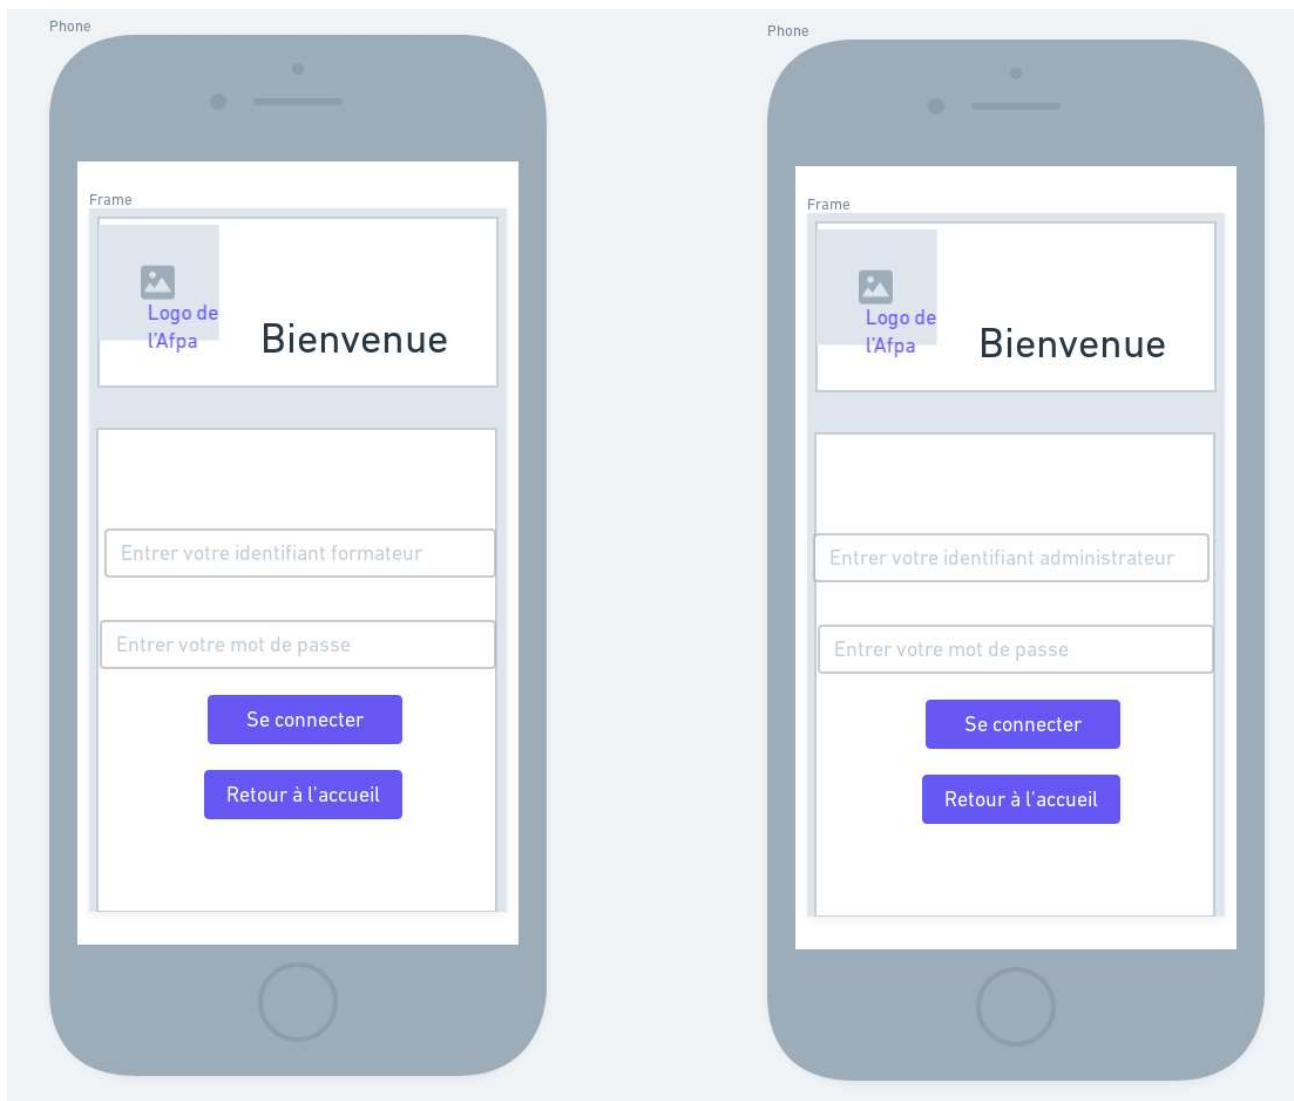 Phone
Frame
Logo de
l'Afpa
Bienvenue
Entrer votre identifiant formateur
Entrer votre mot de passe
Se connecter
Retour à l'accueil
Phone
Frame
Logo de
l'Afpa
Bienvenue
Entrer votre identifiant administrateur
Entrer votre mot de passe
Se connecter
Retour à l'accueil